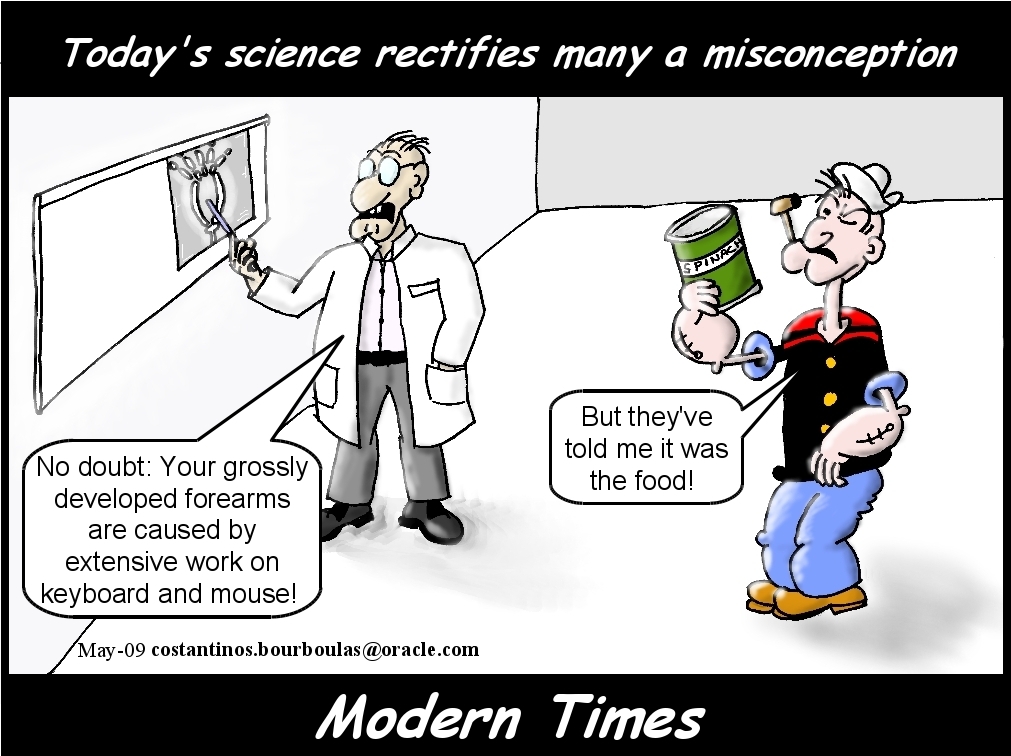 Today's science rectifies many a misconception
SPINACH
No doubt: Your grossly
developed forearms
are caused by
extensive work on
keyboard and mouse!
But they've
told me it was
the food!
May-09 costantinos.bourboulas@oracle.com
Modern Times